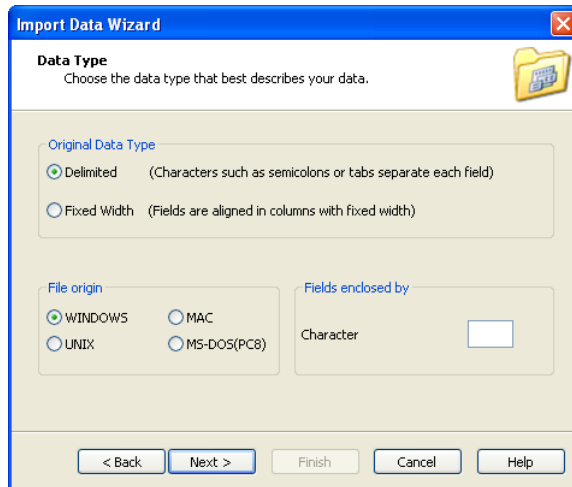 Import Data Wizard
Data Type
Choose the data type that best describes your data.
Original Data Type
Delimited (Characters such as semicolons or tabs separate each field)
Fixed Width (Fields are aligned in columns with fixed width)
File origin
WINDOWS MAC
UNIX MS-DOS(PC8)
Fields enclosed by
Character
< Back Next > Finish Cancel Help